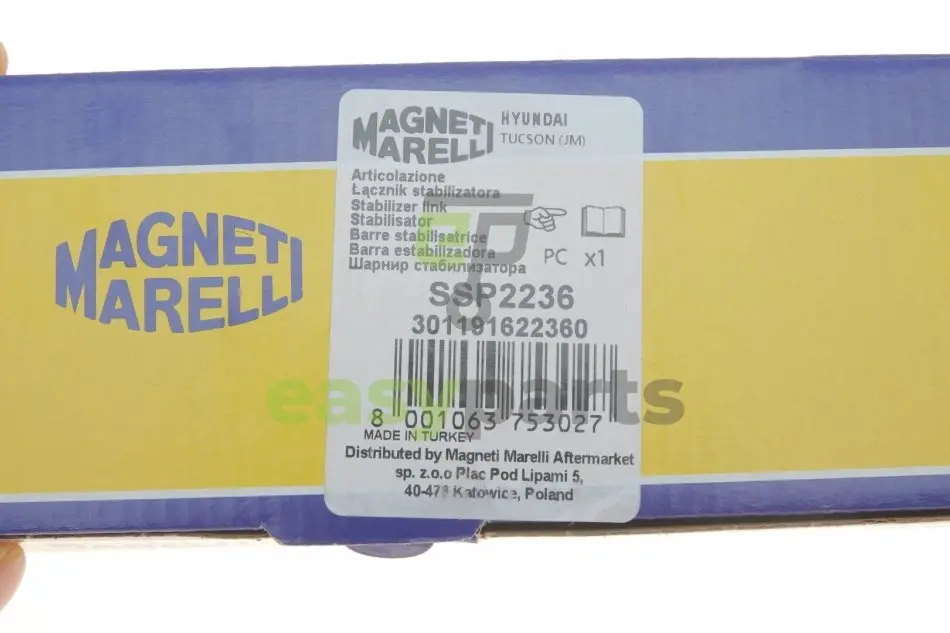 MAGNETI
MARELLI
MAGNETI
MARELLI
HYUNDAI
TUCSON (JM)
Articolazione
Łącznik stabilizatora
Stabilizer link
Stabilisator
Barre stabilisatrice
Barra estabilizadora
Шарнир стабилизатора
PC x1
SSP2236
301191622360
8 001063 753027
MADE IN TURKEY
Distributed by Magneti Marelli Aftermarket
sp. z.o.o Plac Pod Lipami 5,
40-476 Katowice, Poland
easyparts